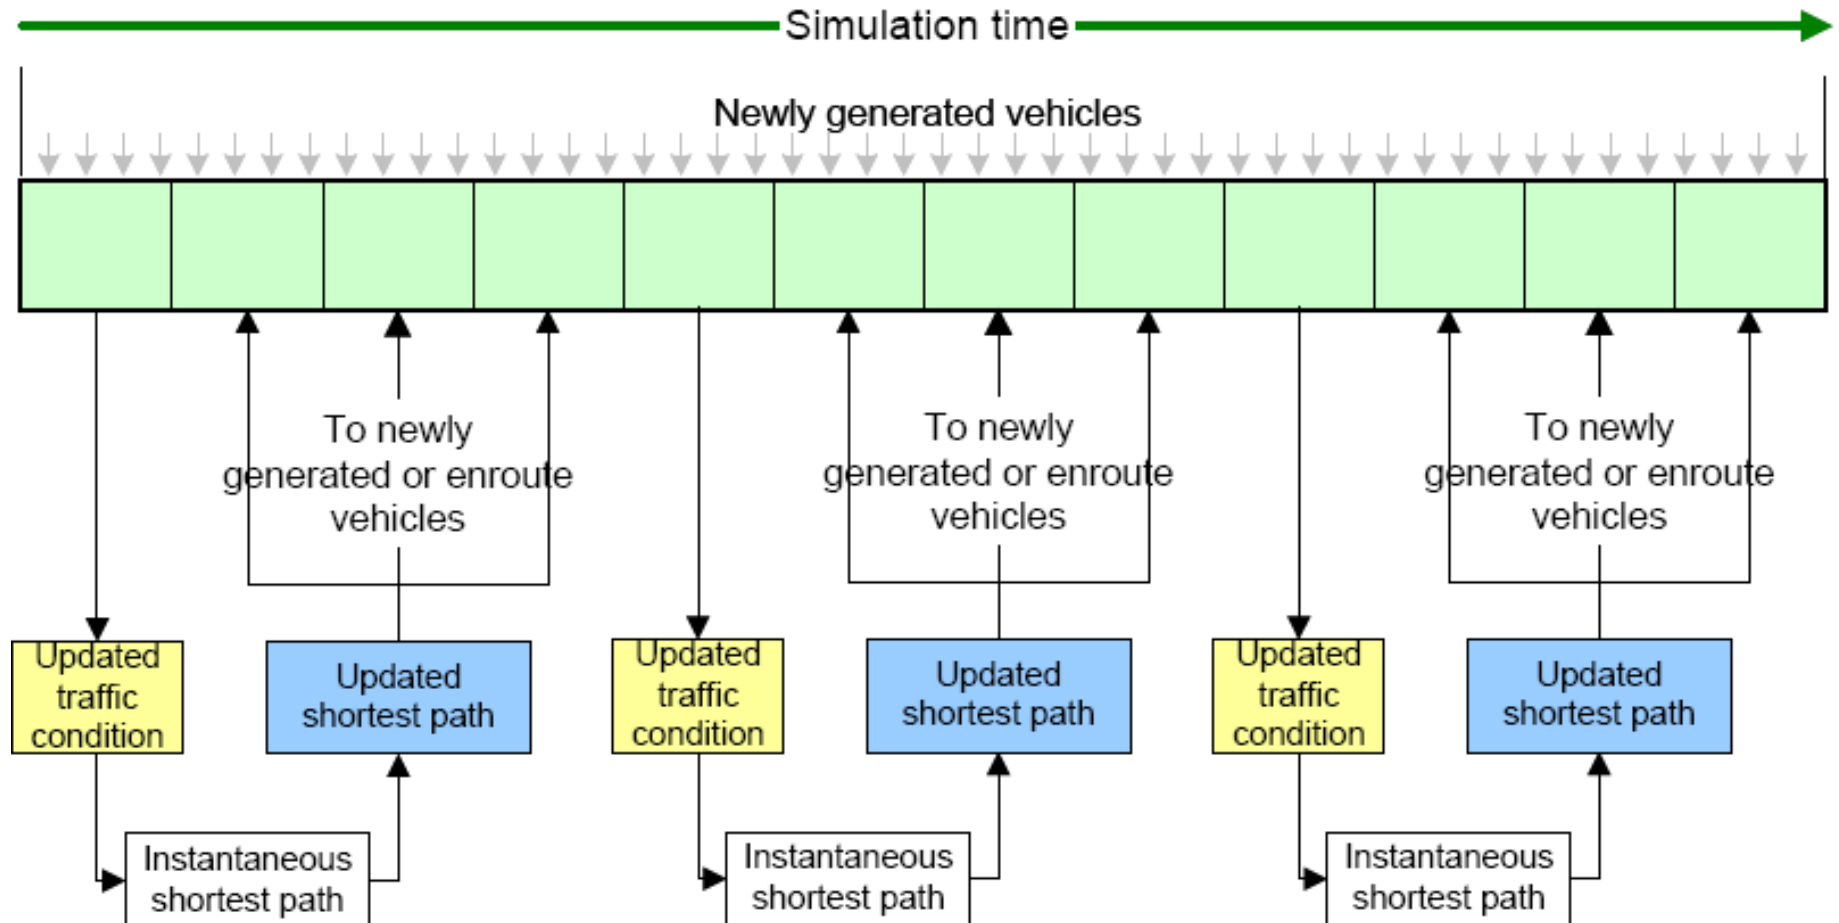 Simulation time
Newly generated vehicles
To newly
generated or enroute
vehicles
To newly
generated or enroute
vehicles
To newly
generated or enroute
vehicles
Updated
traffic
condition
Updated
shortest path
Updated
traffic
condition
Updated
shortest path
Updated
traffic
condition
Updated
shortest path
Instantaneous
shortest path
Instantaneous
shortest path
Instantaneous
shortest path